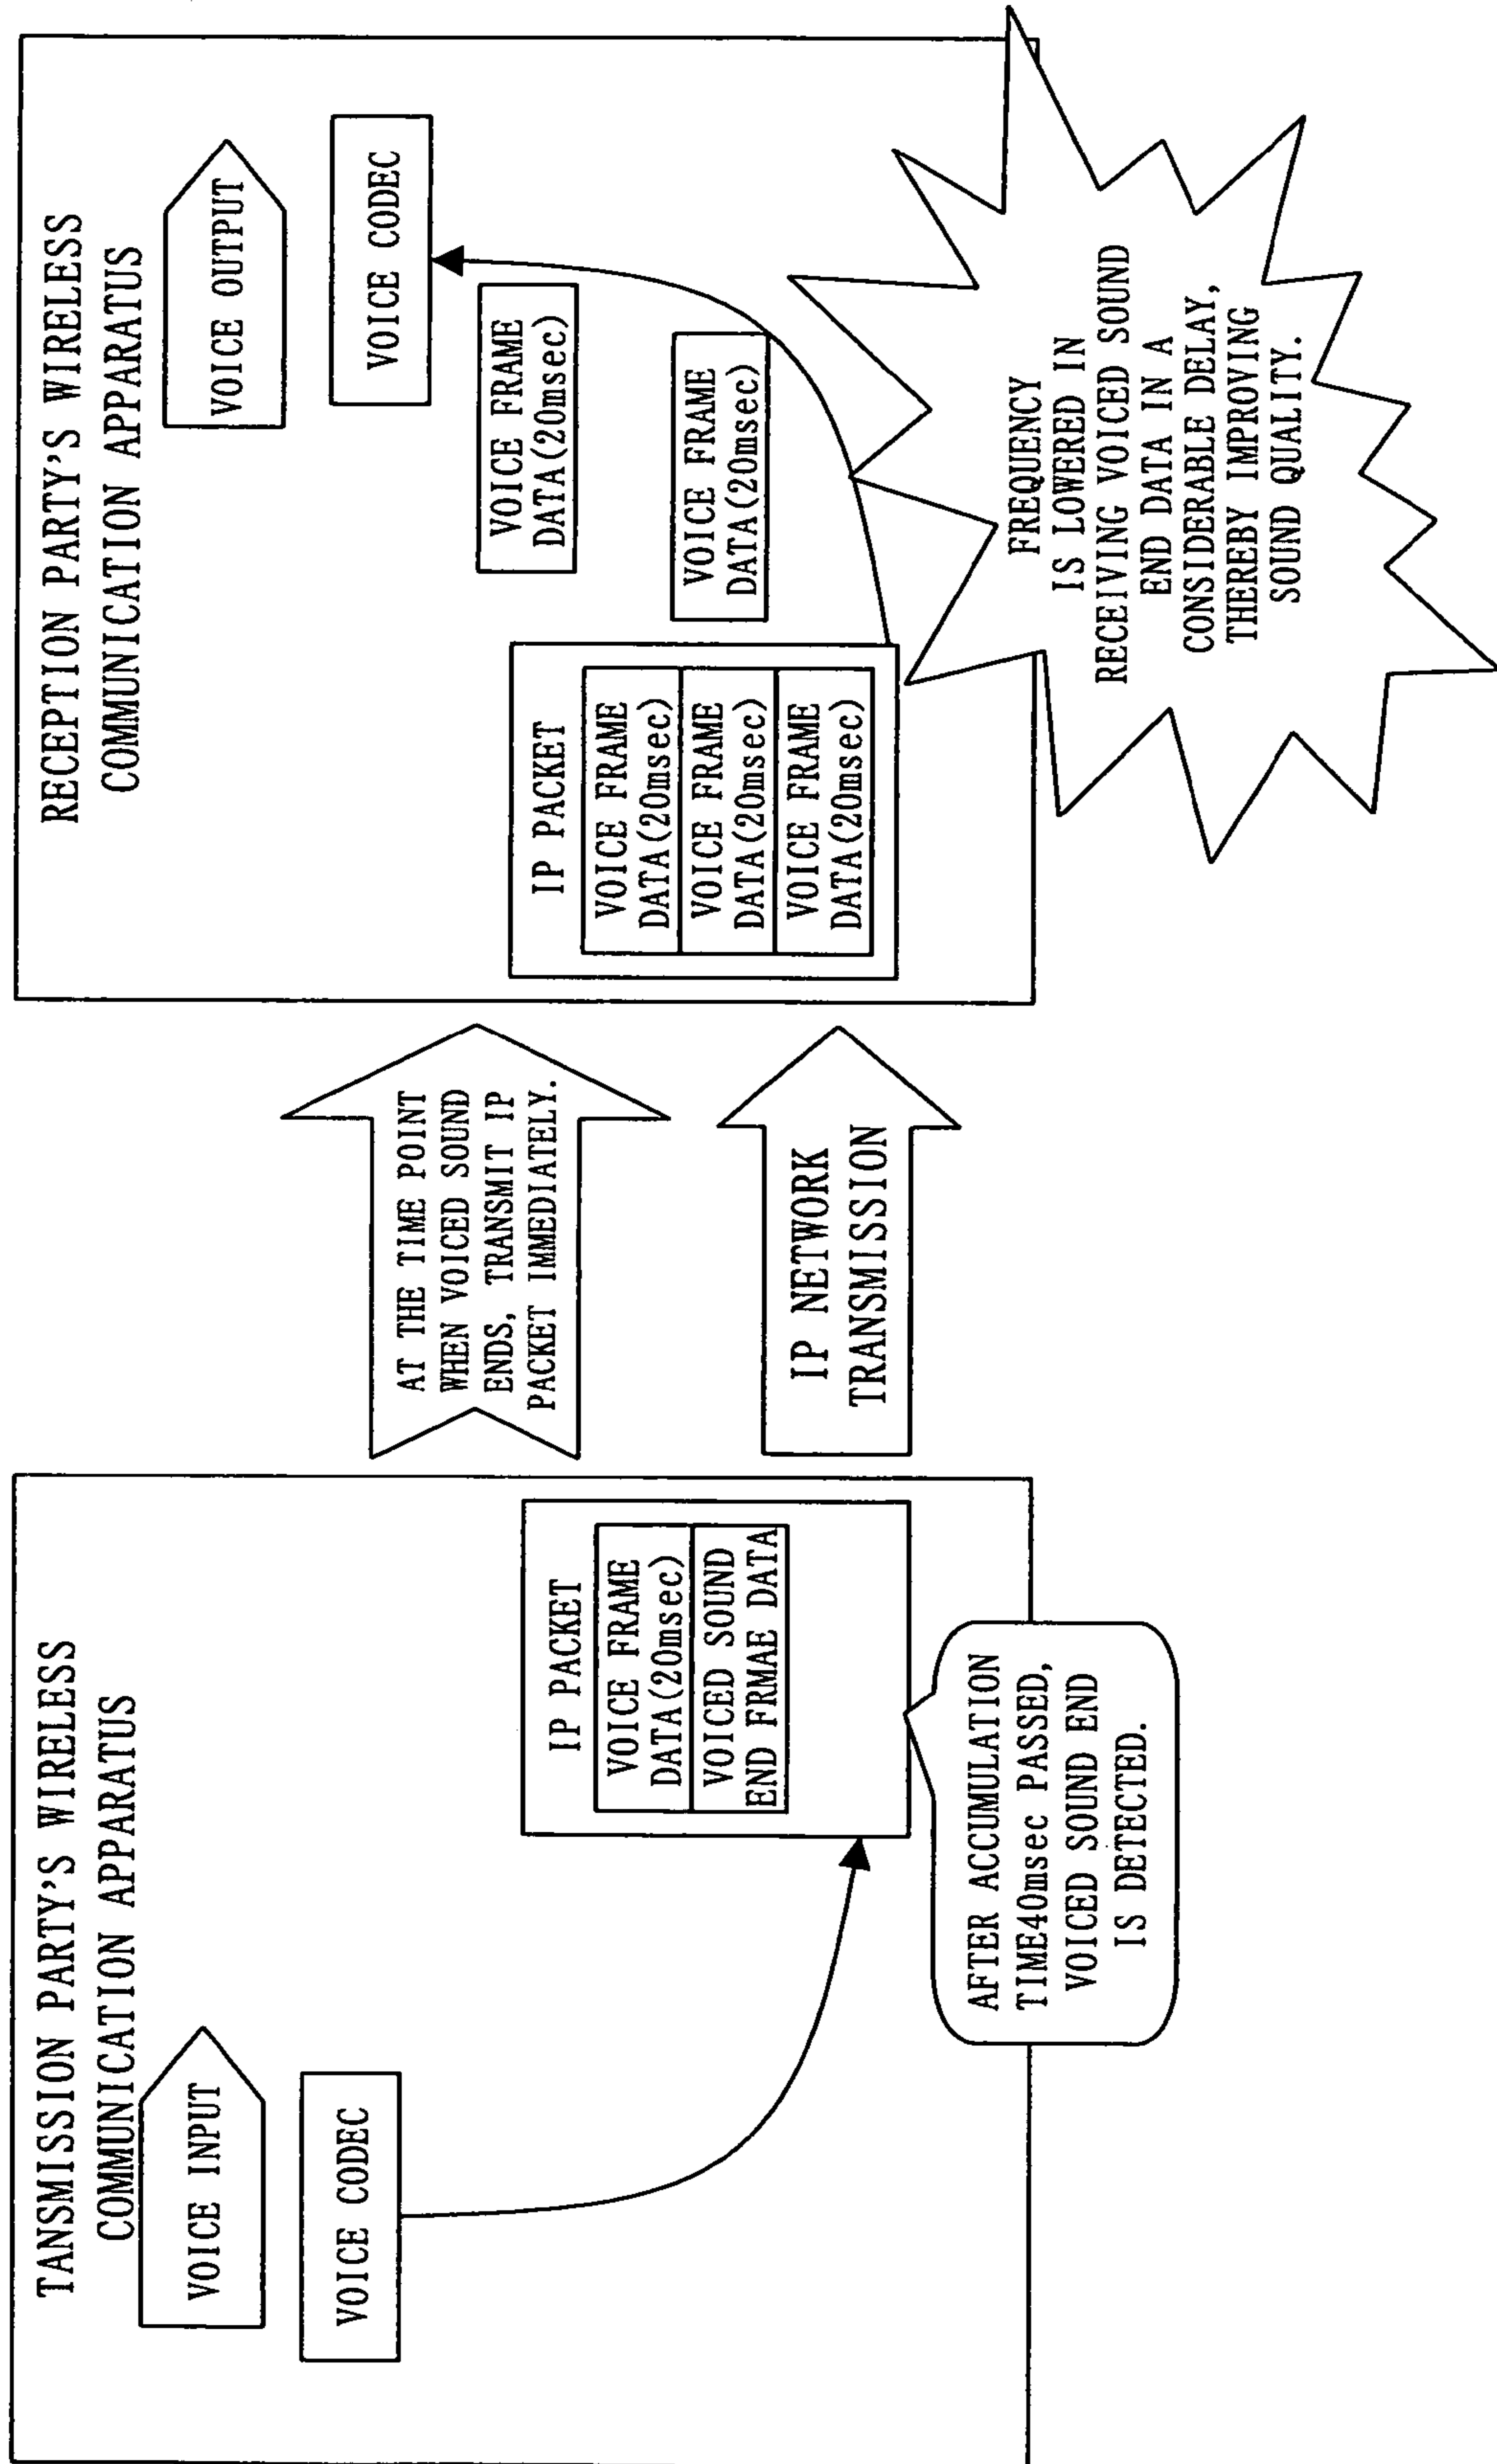 TANSMISSION PARTY'S WIRELESS
COMMUNICATION APPARATUS
VOICE INPUT
VOICE CODEC
IP PACKET
VOICE FRAME
DATA(20msec)
VOICED SOUND
END FRMAE DATA
AFTER ACCUMULATION
TIME40msec PASSED,
VOICED SOUND END
IS DETECTED.
AT THE TIME POINT
WHEN VOICED SOUND
ENDS, TRANSMIT IP
PACKET IMMEDIATELY.
IP NETWORK
TRANSMISSION
RECEPTION PARTY'S WIRELESS
COMMUNICATION APPARATUS
VOICE OUTPUT
VOICE CODEC
VOICE FRAME
DATA(20msec)
VOICE FRAME
DATA(20msec)
IP PACKET
VOICE FRAME
DATA(20msec)
VOICE FRAME
DATA(20msec)
VOICE FRAME
DATA(20msec)
FREQUENCY
IS LOWERED IN
RECEIVING VOICED SOUND
END DATA IN A
CONSIDERABLE DELAY,
THEREBY IMPROVING
SOUND QUALITY.